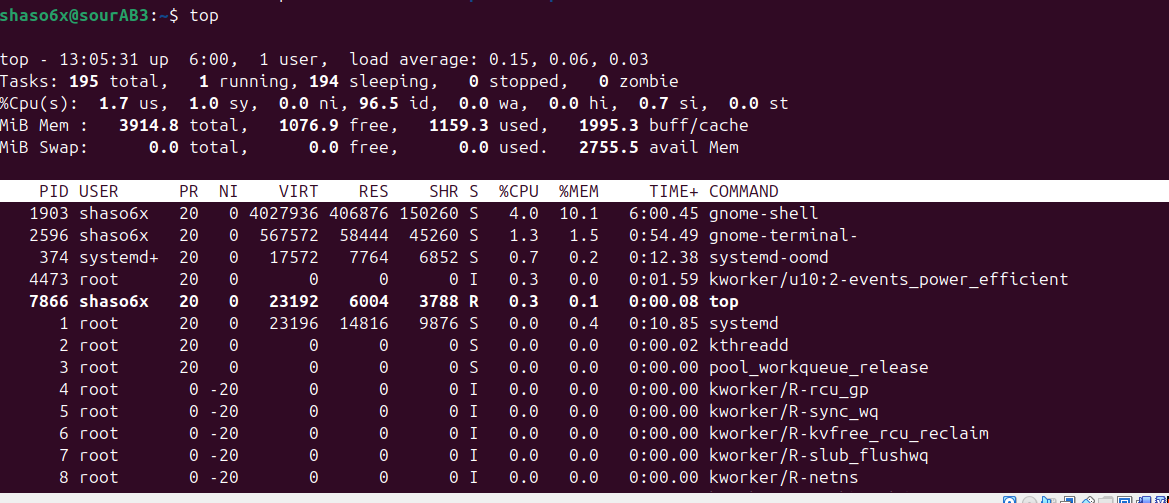 shaso6x@sourAB3:~$ top
top - 13:05:31 up  6:00,  1 user,  load average: 0.15, 0.06, 0.03
Tasks: 195 total,   1 running, 194 sleeping,   0 stopped,   0 zombie
%Cpu(s):  1.7 us,  1.0 sy,  0.0 ni, 96.5 id,  0.0 wa,  0.0 hi,  0.7 si,  0.0 st
MiB Mem :   3914.8 total,   1076.9 free,   1159.3 used,   1995.3 buff/cache
MiB Swap:      0.0 total,      0.0 free,      0.0 used.   2755.5 avail Mem
    PID USER      PR  NI    VIRT    RES    SHR S  %CPU  %MEM     TIME+ COMMAND
   1903 shaso6x   20   0 4027936 406876 150260 S   4.0  10.1   6:00.45 gnome-shell
   2596 shaso6x   20   0  567572  58444  45260 S   1.3   1.5   0:54.49 gnome-terminal-
    374 systemd+  20   0   17572   7764   6852 S   0.7   0.2   0:12.38 systemd-oomd
   4473 root      20   0       0      0      0 I   0.3   0.0   0:01.59 kworker/u10:2-events_power_efficient
   7866 shaso6x   20   0   23192   6004   3788 R   0.3   0.1   0:00.08 top
      1 root      20   0   23196  14816   9876 S   0.0   0.4   0:10.85 systemd
      2 root      20   0       0      0      0 S   0.0   0.0   0:00.02 kthreadd
      3 root      20   0       0      0      0 S   0.0   0.0   0:00.00 pool_workqueue_release
      4 root       0 -20       0      0      0 I   0.0   0.0   0:00.00 kworker/R-rcu_gp
      5 root       0 -20       0      0      0 I   0.0   0.0   0:00.00 kworker/R-sync_wq
      6 root       0 -20       0      0      0 I   0.0   0.0   0:00.00 kworker/R-kvfree_rcu_reclaim
      7 root       0 -20       0      0      0 I   0.0   0.0   0:00.00 kworker/R-slub_flushwq
      8 root       0 -20       0      0      0 I   0.0   0.0   0:00.00 kworker/R-netns